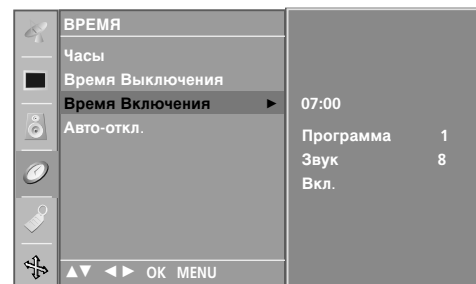 ВРЕМЯ
Часы
Время Выключения
Время Включения ►
Авто-откл.
07:00
Программа 1
Звук 8
Вкл.
▲▼ ◄► OK MENU